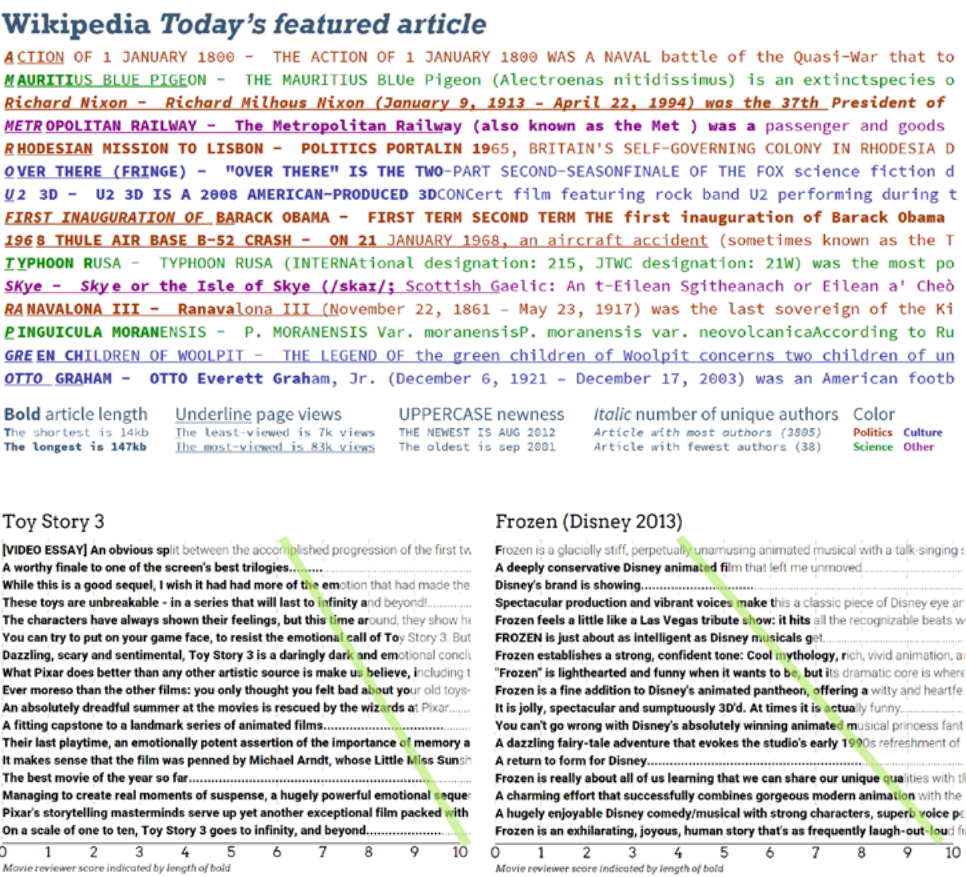 Wikipedia Today's featured article
ACTION OF 1 JANUARY 1800 - THE ACTION OF 1 JANUARY 1800 WAS A NAVAL battle of the Quasi-War that to
MAURITIUS BLUE PIGEON - THE MAURITIUS BLUe Pigeon (Alectroenas nitidissimus) is an extinctspecies o
Richard Nixon - Richard Milhous Nixon (January 9, 1913 – April 22, 1994) was the 37th President of
METROPOLITAN RAILWAY - The Metropolitan Railway (also known as the Met ) was a passenger and goods
RHODESIAN MISSION TO LISBON - POLITICS PORTALIN 1965, BRITAIN'S SELF-GOVERNING COLONY IN RHODESIA D
OVER THERE (FRINGE) - "OVER THERE" IS THE TWO-PART SECOND-SEASONFINALE OF THE FOX science fiction d
U2 3D - U2 3D IS A 2008 AMERICAN-PRODUCED 3DCONCert film featuring rock band U2 performing during t
FIRST INAUGURATION OF BARACK OBAMA - FIRST TERM SECOND TERM THE first inauguration of Barack Obama
1968 THULE AIR BASE B-52 CRASH - ON 21 JANUARY 1968, an aircraft accident (sometimes known as the T
TYPHOON RUSA - TYPHOON RUSA (INTERNAtional designation: 215, JTWC designation: 21W) was the most po
SKye - Skye or the Isle of Skye (/skaɪ/; Scottish Gaelic: An t-Eilean Sgitheanach or Eilean a' Cheò
RANAVALONA III - Ranavalona III (November 22, 1861 – May 23, 1917) was the last sovereign of the Ki
PINGUICULA MORANENSIS - P. MORANENSIS Var. moranensisP. moranensis var. neovolcanicaAccording to Ru
GREEN CHILDREN OF WOOLPIT - THE LEGEND OF the green children of Woolpit concerns two children of un
OTTO GRAHAM - OTTO Everett Graham, Jr. (December 6, 1921 – December 17, 2003) was an American footb
Bold article length Underline page views UPPERCASE newness Italic number of unique authors Color
The shortest is 14kb The least-viewed is 7k views THE NEWEST IS AUG 2012 Article with most authors (3805) Politics Culture
The longest is 147kb The most-viewed is 83k views The oldest is sep 2001 Article with fewest authors (38) Science Other
Toy Story 3
[VIDEO ESSAY] An obvious split between the accomplished progression of the first tw
A worthy finale to one of the screen's best trilogies........
While this is a good sequel, I wish it had had more of the emotion that had made the
These toys are unbreakable - in a series that will last to infinity and beyond!
The characters have always shown their feelings, but this time around, they show he
You can try to put on your game face, to resist the emotional call of Toy Story 3. But
Dazzling, scary and sentimental, Toy Story 3 is a daringly dark and emotional conclu
What Pixar does better than any other artistic source is make us believe, including t
Ever moreso than the other films: you only thought you felt bad about your old toys-
An absolutely dreadful summer at the movies is rescued by the wizards at Pixar......
A fitting capstone to a landmark series of animated films...............................
Their last playtime, an emotionally potent assertion of the importance of memory a
It makes sense that the film was penned by Michael Arndt, whose Little Miss Sunsh
The best movie of the year so far..............................................................
Managing to create real moments of suspense, a hugely powerful emotional seque
Pixar's storytelling masterminds serve up yet another exceptional film packed with
On a scale of one to ten, Toy Story 3 goes to infinity, and beyond......................
0 1 2 3 4 5 6 7 8 9 10
Movie reviewer score indicated by length of bold
Frozen (Disney 2013)
Frozen is a glacially stiff, perpetually unamusing animated musical with a talk-singing s
A deeply conservative Disney animated film that left me unmoved
Disney's brand is showing.............................
Spectacular production and vibrant voices make this a classic piece of Disney eye an
Frozen feels a little like a Las Vegas tribute show: it hits all the recognizable beats w
FROZEN is just about as intelligent as Disney musicals get
Frozen establishes a strong, confident tone: Cool mythology, rich, vivid animation, a
"Frozen" is lighthearted and funny when it wants to be, but its dramatic core is where
Frozen is a fine addition to Disney's animated pantheon, offering a witty and heartfe
It is jolly, spectacular and sumptuously 3D'd. At times it is actually funny
You can't go wrong with Disney's absolutely winning animated musical princess fant
A dazzling fairy-tale adventure that evokes the studio's early 1990s refreshment of
A return to form for Disney...................................................
Frozen is really about all of us learning that we can share our unique qualities with t
A charming effort that successfully combines gorgeous modern animation with the
A hugely enjoyable Disney comedy/musical with strong characters, superb voice pe
Frozen is an exhilarating, joyous, human story that's as frequently laugh-out-loud fu
0 1 2 3 4 5 6 7 8 9 10
Movie reviewer score indicated by length of bold